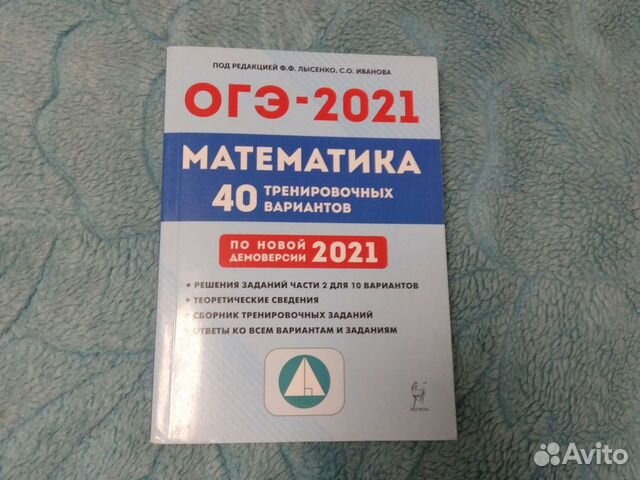 ПОД РЕДАКЦИЕЙ Ф.Ф. ЛЫСЕНКО, С.О. ИВАНОВА
ОГЭ-2021
МАТЕМАТИКА
40 ТРЕНИРОВОЧНЫХ
ВАРИАНТОВ
ПО НОВОЙ
ДЕМОВЕРСИИ 2021
• РЕШЕНИЯ ЗАДАНИЙ ЧАСТИ 2 ДЛЯ 10 ВАРИАНТОВ
• ТЕОРЕТИЧЕСКИЕ СВЕДЕНИЯ
• СБОРНИК ТРЕНИРОВОЧНЫХ ЗАДАНИЙ
• ОТВЕТЫ КО ВСЕМ ВАРИАНТАМ И ЗАДАНИЯМ
ЛЕГИОН
Avito